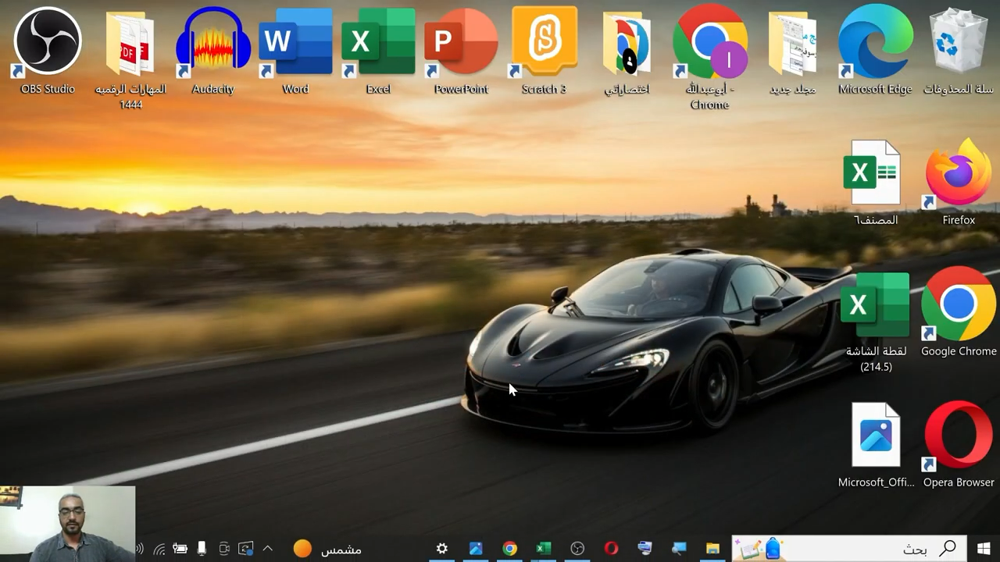 سلة المحذوفات
Microsoft Edge
مجلد جديد
أبوعبدالله -
Chrome
اختصاراتي
Scratch 3
PowerPoint
Excel
Word
Audacity
المهارات الرقميه
1444
OBS Studio
Firefox
المصنف٦
Google Chrome
لقطة الشاشة
(214.5)
Opera Browser
Microsoft_Offi...
بحث
مشمس